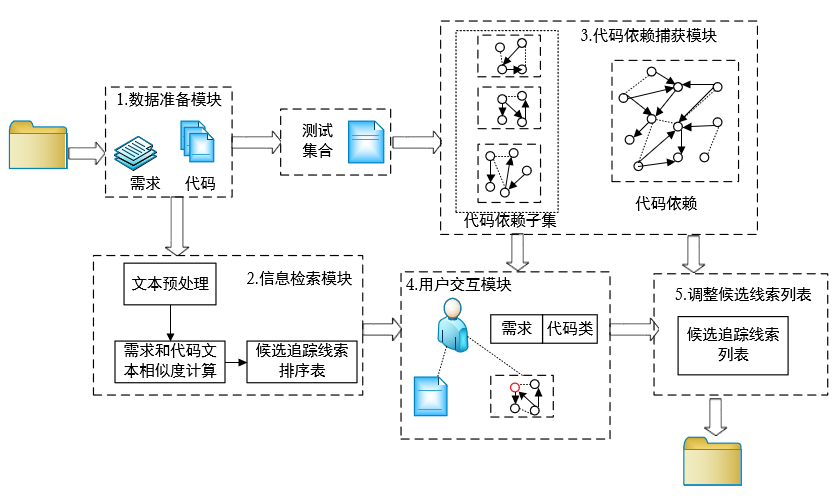 1.数据准备模块
需求
代码
测试
集合
3.代码依赖捕获模块
代码依赖子集
代码依赖
2.信息检索模块
文本预处理
需求和代码文
本相似度计算
候选追踪线索
排序表
4.用户交互模块
需求
代码类
5.调整候选线索列表
候选追踪线索
列表